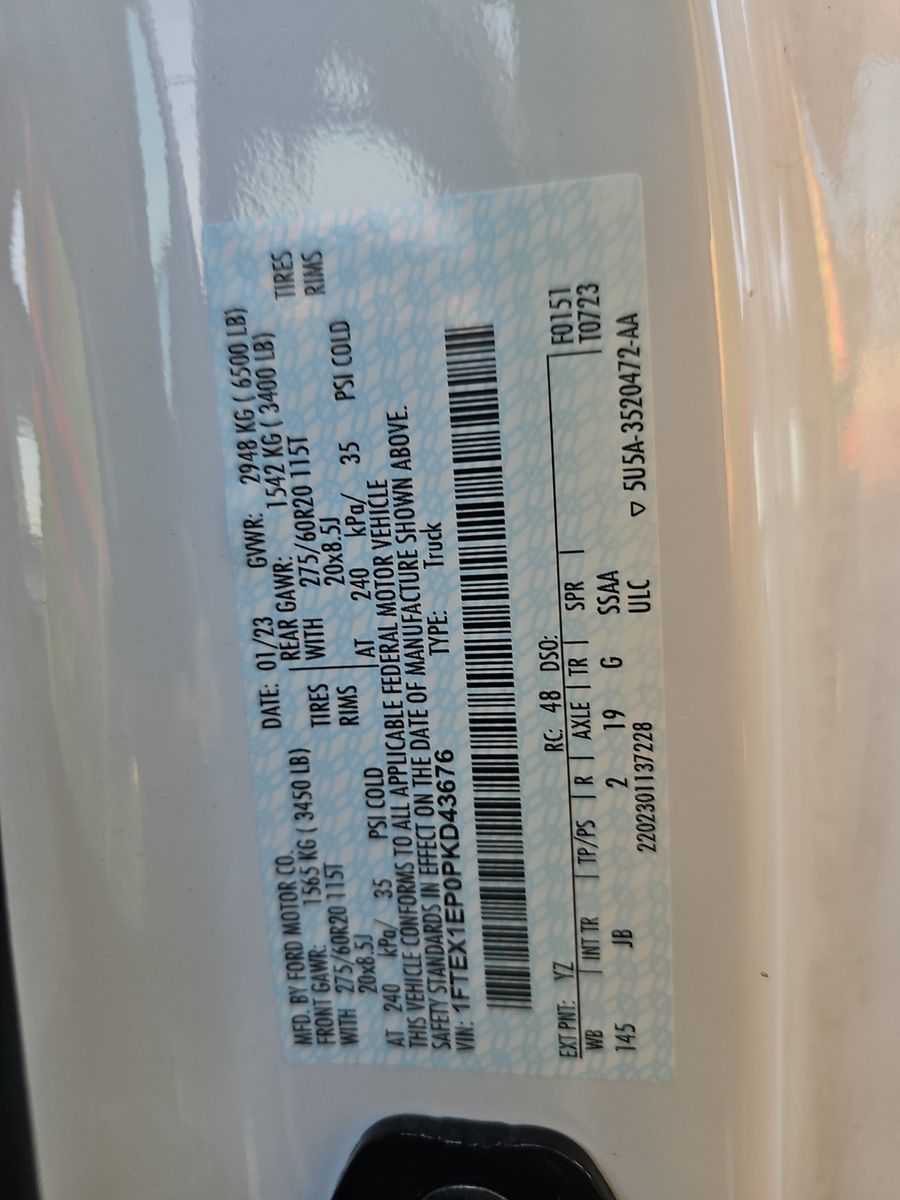 MFD. BY FORD MOTOR CO. DATE: 01/23 GVWR: 2948 KG ( 6500 LB)
FRONT GAWR: 1565 KG ( 3450 LB) REAR GAWR: 1542 KG ( 3400 LB)
WITH 275/60R20 115T TIRES WITH 275/60R20 115T TIRES
20x8.5J RIMS 20x8.5J RIMS
AT 240 kPa/ 35 PSI COLD AT 240 kPa/ 35 PSI COLD
THIS VEHICLE CONFORMS TO ALL APPLICABLE FEDERAL MOTOR VEHICLE
SAFETY STANDARDS IN EFFECT ON THE DATE OF MANUFACTURE SHOWN ABOVE.
VIN: 1FTEX1EP0PKD43676 TYPE: Truck
EXT PNT: YZ RC: 48 DSO: F0151
WB INT TR TP/PS R AXLE TR SPR T0723
145 JB 2 19 G SSAA
2202301137228 ULC ▽ 5U5A-3520472-AA